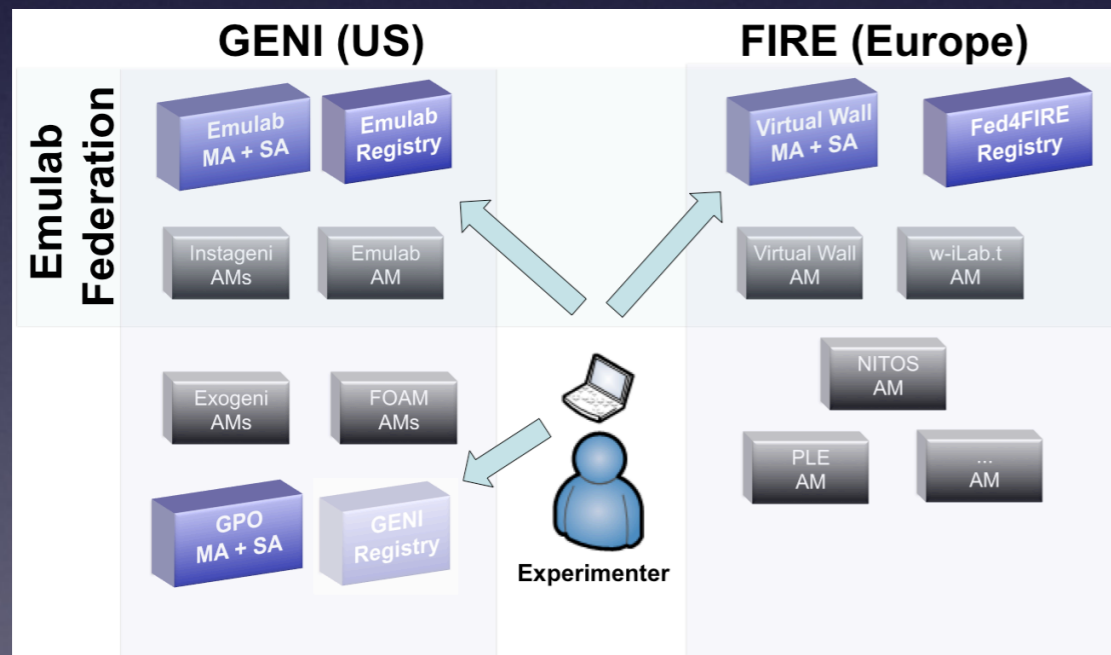 GENI (US)
FIRE (Europe)
Emulab
Federation
Emulab
MA + SA
Emulab
Registry
Virtual Wall
MA + SA
Fed4FIRE
Registry
Instageni
AMs
Emulab
AM
Virtual Wall
AM
w-iLab.t
AM
Exogeni
AMs
FOAM
AMs
NITOS
AM
PLE
AM
...
AM
GPO
MA + SA
GENI
Registry
Experimenter